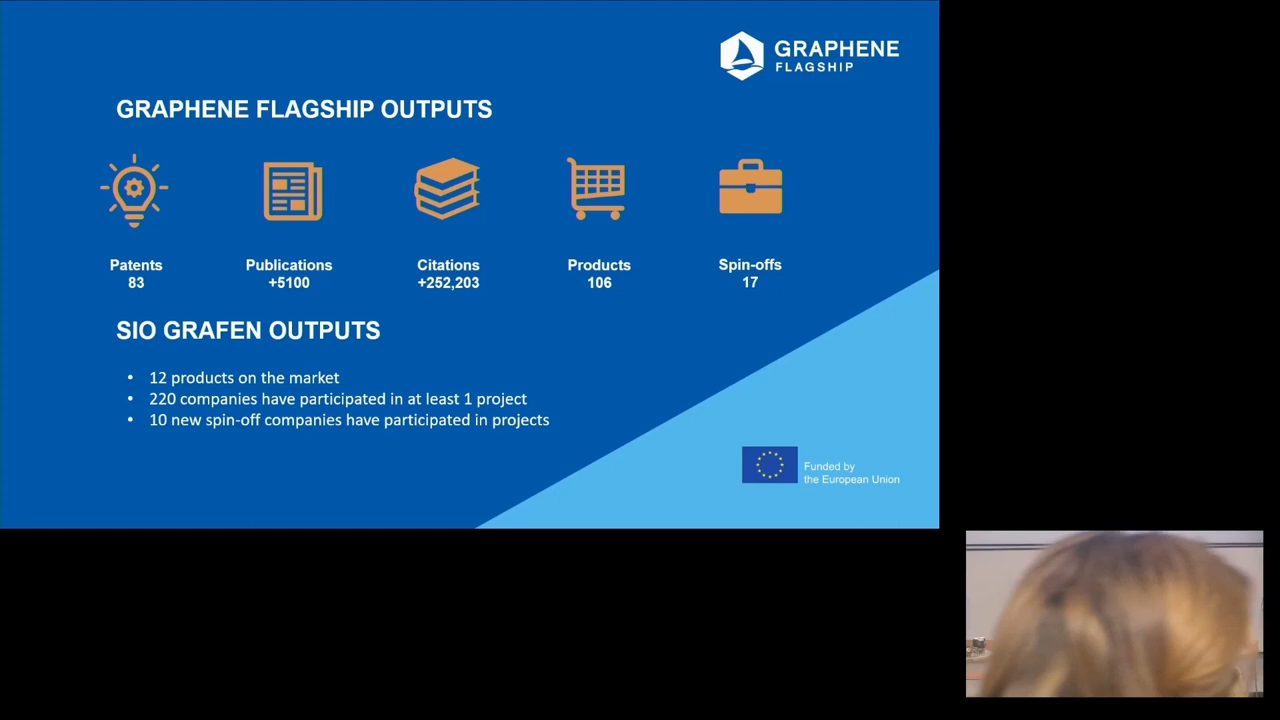 GRAPHENE
FLAGSHIP
GRAPHENE FLAGSHIP OUTPUTS
Patents
83
Publications
+5100
Citations
+252,203
Products
106
Spin-offs
17
SIO GRAFEN OUTPUTS
• 12 products on the market
• 220 companies have participated in at least 1 project
• 10 new spin-off companies have participated in projects
Funded by
the European Union